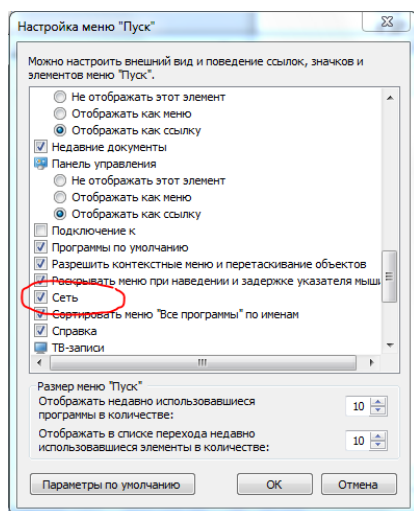 Настройка меню "Пуск"
Можно настроить внешний вид и поведение ссылок, значков и
элементов меню "Пуск".
Не отображать этот элемент
Отображать как меню
Отображать как ссылку
Недавние документы
Панель управления
Не отображать этот элемент
Отображать как меню
Отображать как ссылку
Подключение к
Программы по умолчанию
Разрешить контекстные меню и перетаскивание объектов
Раскрывать меню при наведении и задержке указателя мыши
Сеть
Сортировать меню "Все программы" по именам
Справка
ТВ-записи
Размер меню "Пуск"
Отображать недавно использовавшиеся
программы в количестве:
10
Отображать в списке перехода недавно
использовавшиеся элементы в количестве:
10
Параметры по умолчанию
ОК
Отмена